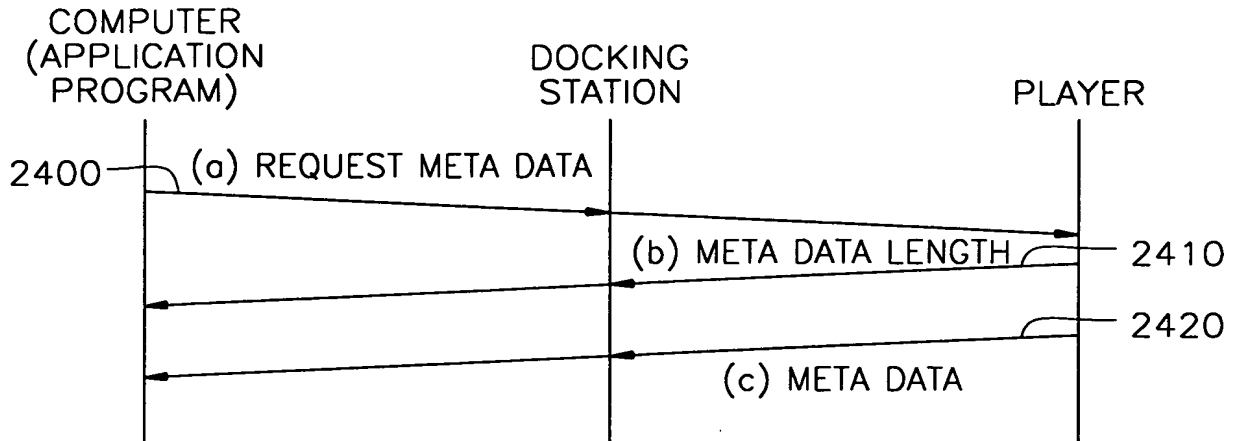 COMPUTER
(APPLICATION
PROGRAM)
DOCKING
STATION
PLAYER
2400
(a) REQUEST META DATA
(b) META DATA LENGTH
2410
2420
(c) META DATA